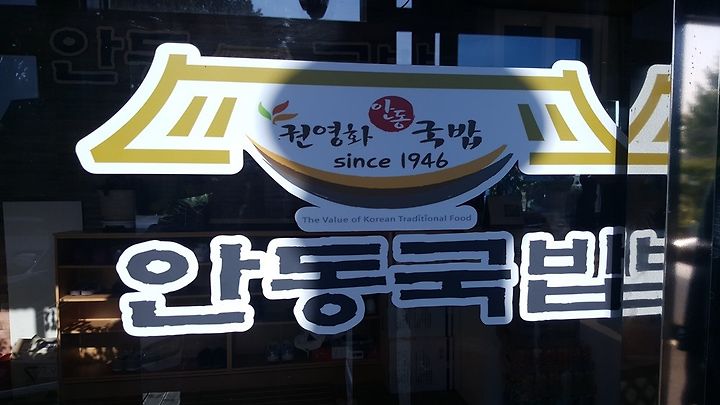 권영화 안동 국밥
since 1946
The Value of Korean Traditional Food
안동국밥